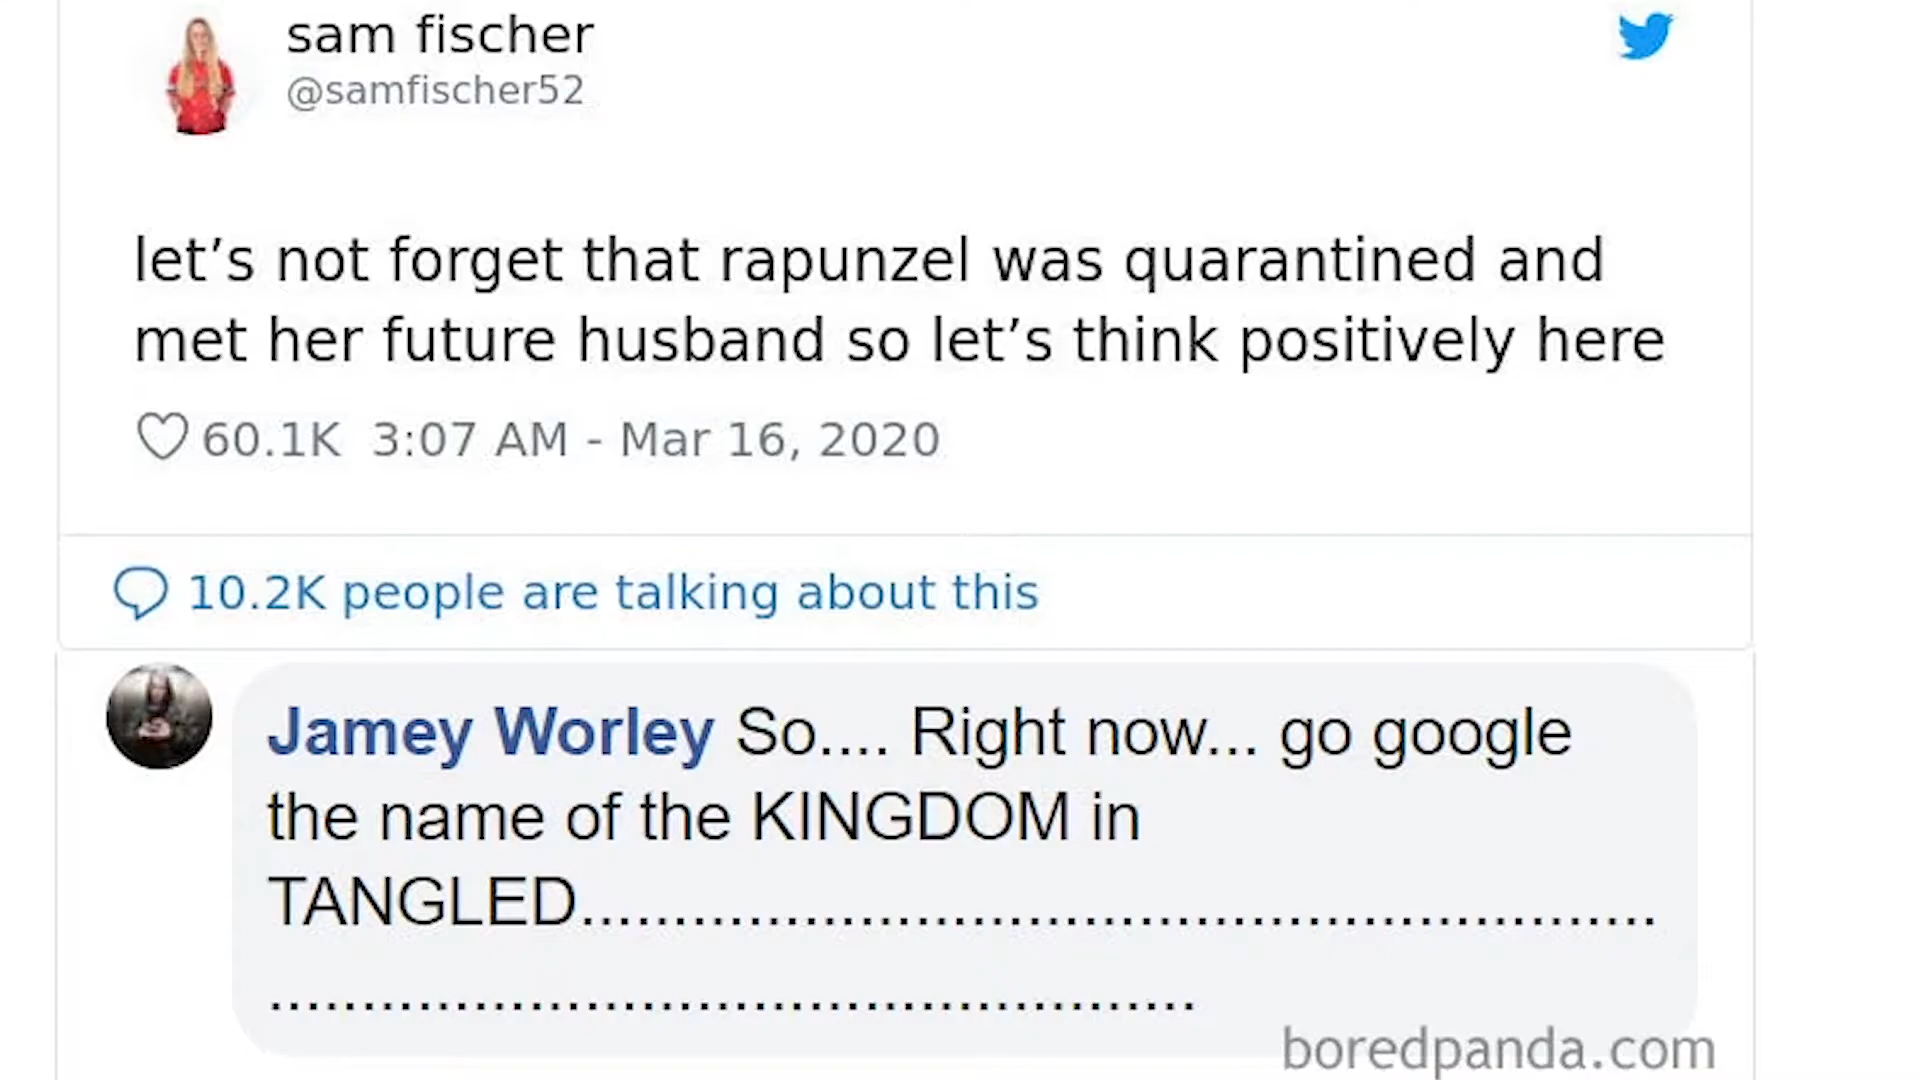 sam fischer
@samfischer52
let’s not forget that rapunzel was quarantined and
met her future husband so let’s think positively here
60.1K 3:07 AM - Mar 16, 2020
10.2K people are talking about this
Jamey Worley So.... Right now... go google
the name of the KINGDOM in
TANGLED...........................................................
...................................................
boredpanda.com